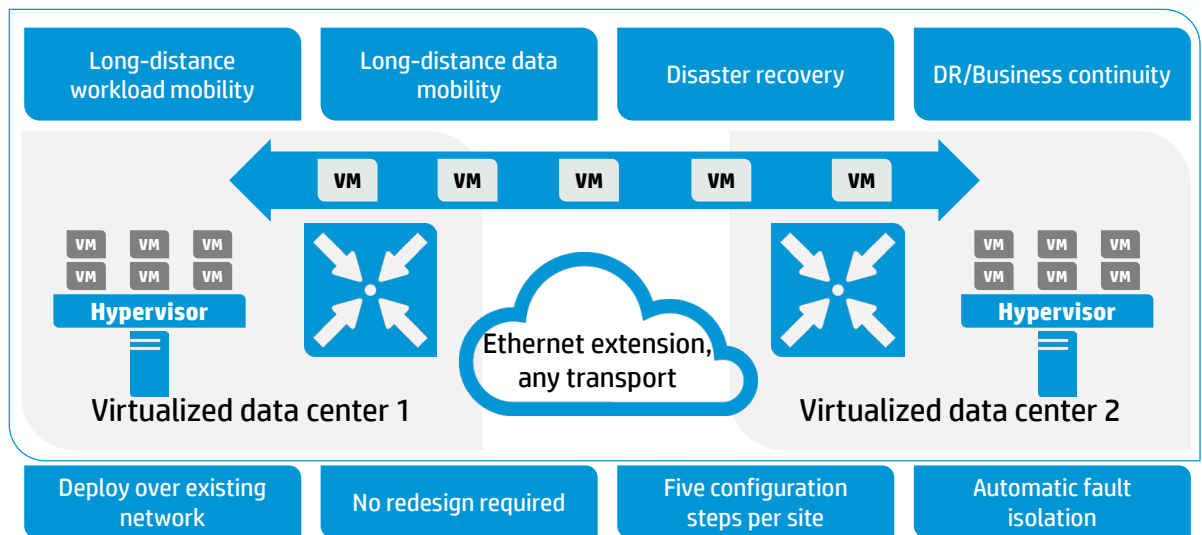 Long-distance
workload mobility
Long-distance data
mobility
Disaster recovery
DR/Business continuity
VM VM VM VM VM
VM VM VM
VM VM VM
Hypervisor
Virtualized data center 1
Ethernet extension,
any transport
VM VM VM
VM VM VM
Hypervisor
Virtualized data center 2
Deploy over existing
network
No redesign required
Five configuration
steps per site
Automatic fault
isolation